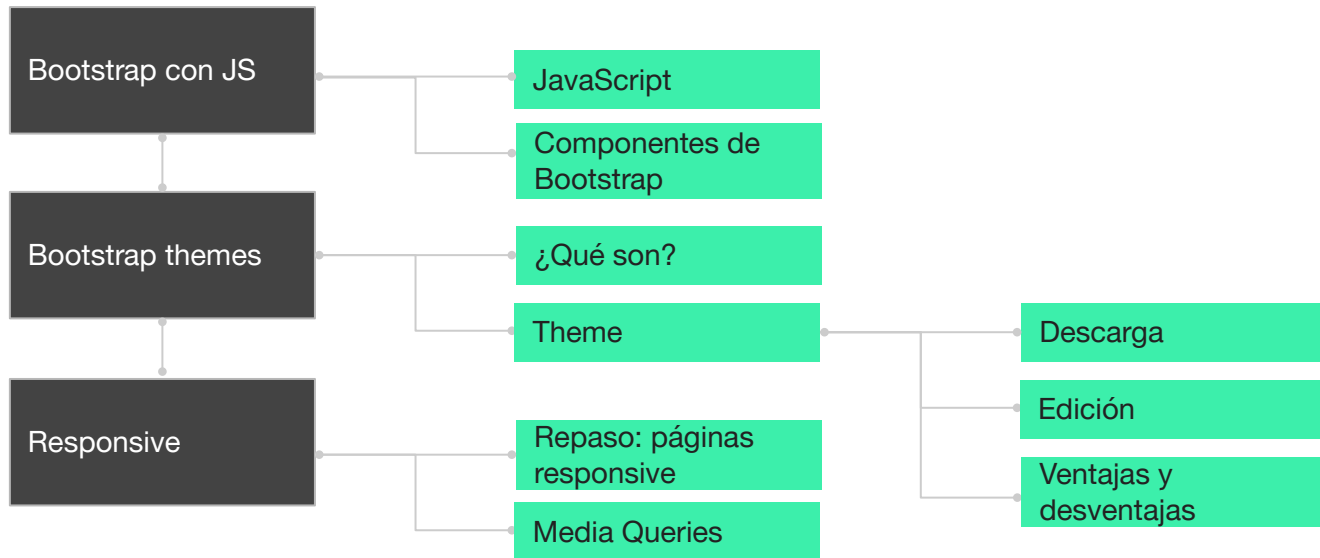 Bootstrap con JS
JavaScript
Componentes de
Bootstrap
Bootstrap themes
¿Qué son?
Theme
Descarga
Edición
Ventajas y
desventajas
Responsive
Repaso: páginas
responsive
Media Queries